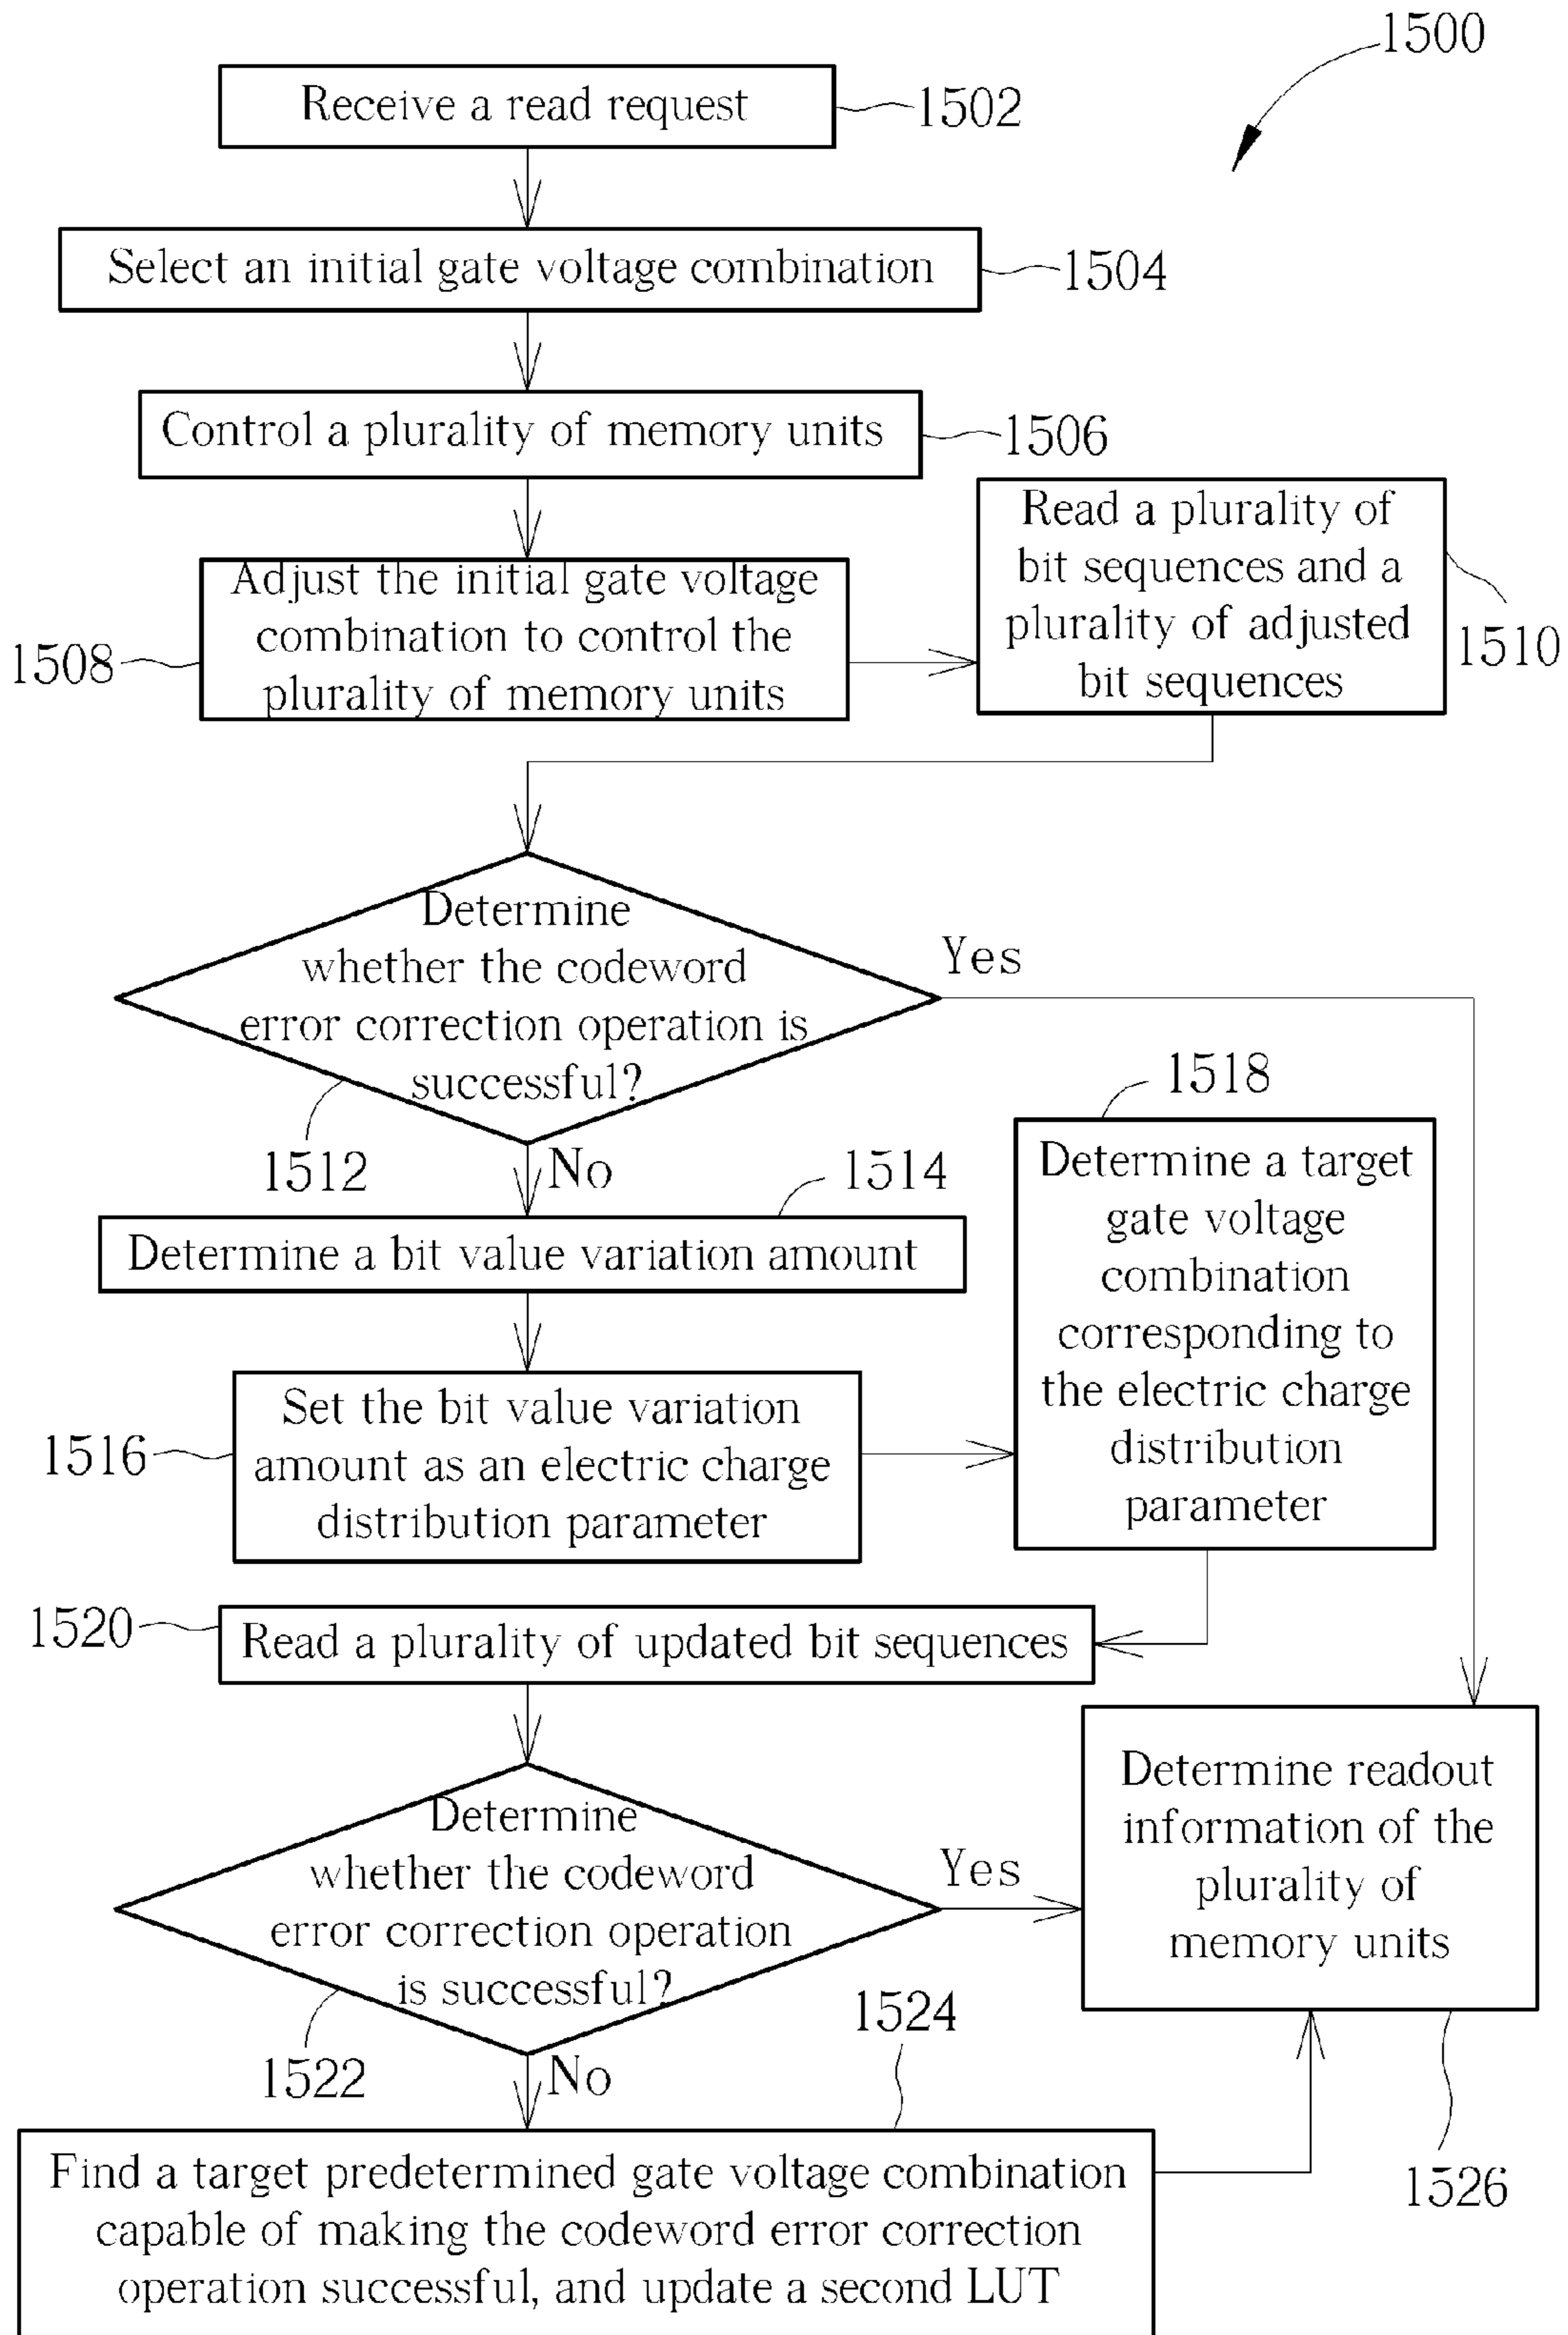 1500
Receive a read request
1502
Select an initial gate voltage combination
1504
Control a plurality of memory units
1506
Adjust the initial gate voltage
combination to control the
plurality of memory units
1508
Read a plurality of
bit sequences and a
plurality of adjusted
bit sequences
1510
Determine
whether the codeword
error correction operation is
successful?
Yes
1512
No
1514
Determine a bit value variation amount
Set the bit value variation
amount as an electric charge
distribution parameter
1516
1518
Determine a target
gate voltage
combination
corresponding to
the electric charge
distribution
parameter
1520
Read a plurality of updated bit sequences
Determine
whether the codeword
error correction operation
is successful?
Yes
1522
No
Determine readout
information of the
plurality of
memory units
1526
1524
Find a target predetermined gate voltage combination
capable of making the codeword error correction
operation successful, and update a second LUT